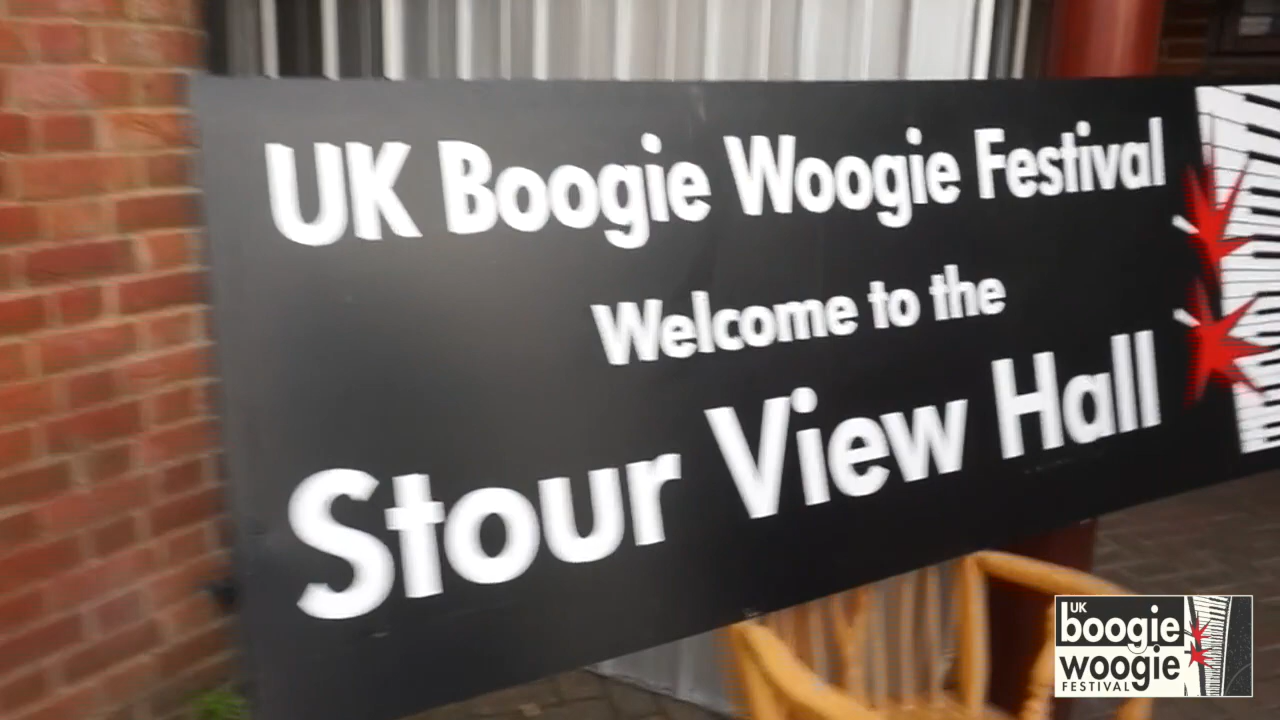 UK Boogie Woogie Festival
Welcome to the
Stour View Hall
UK
boogie
woogie
FESTIVAL